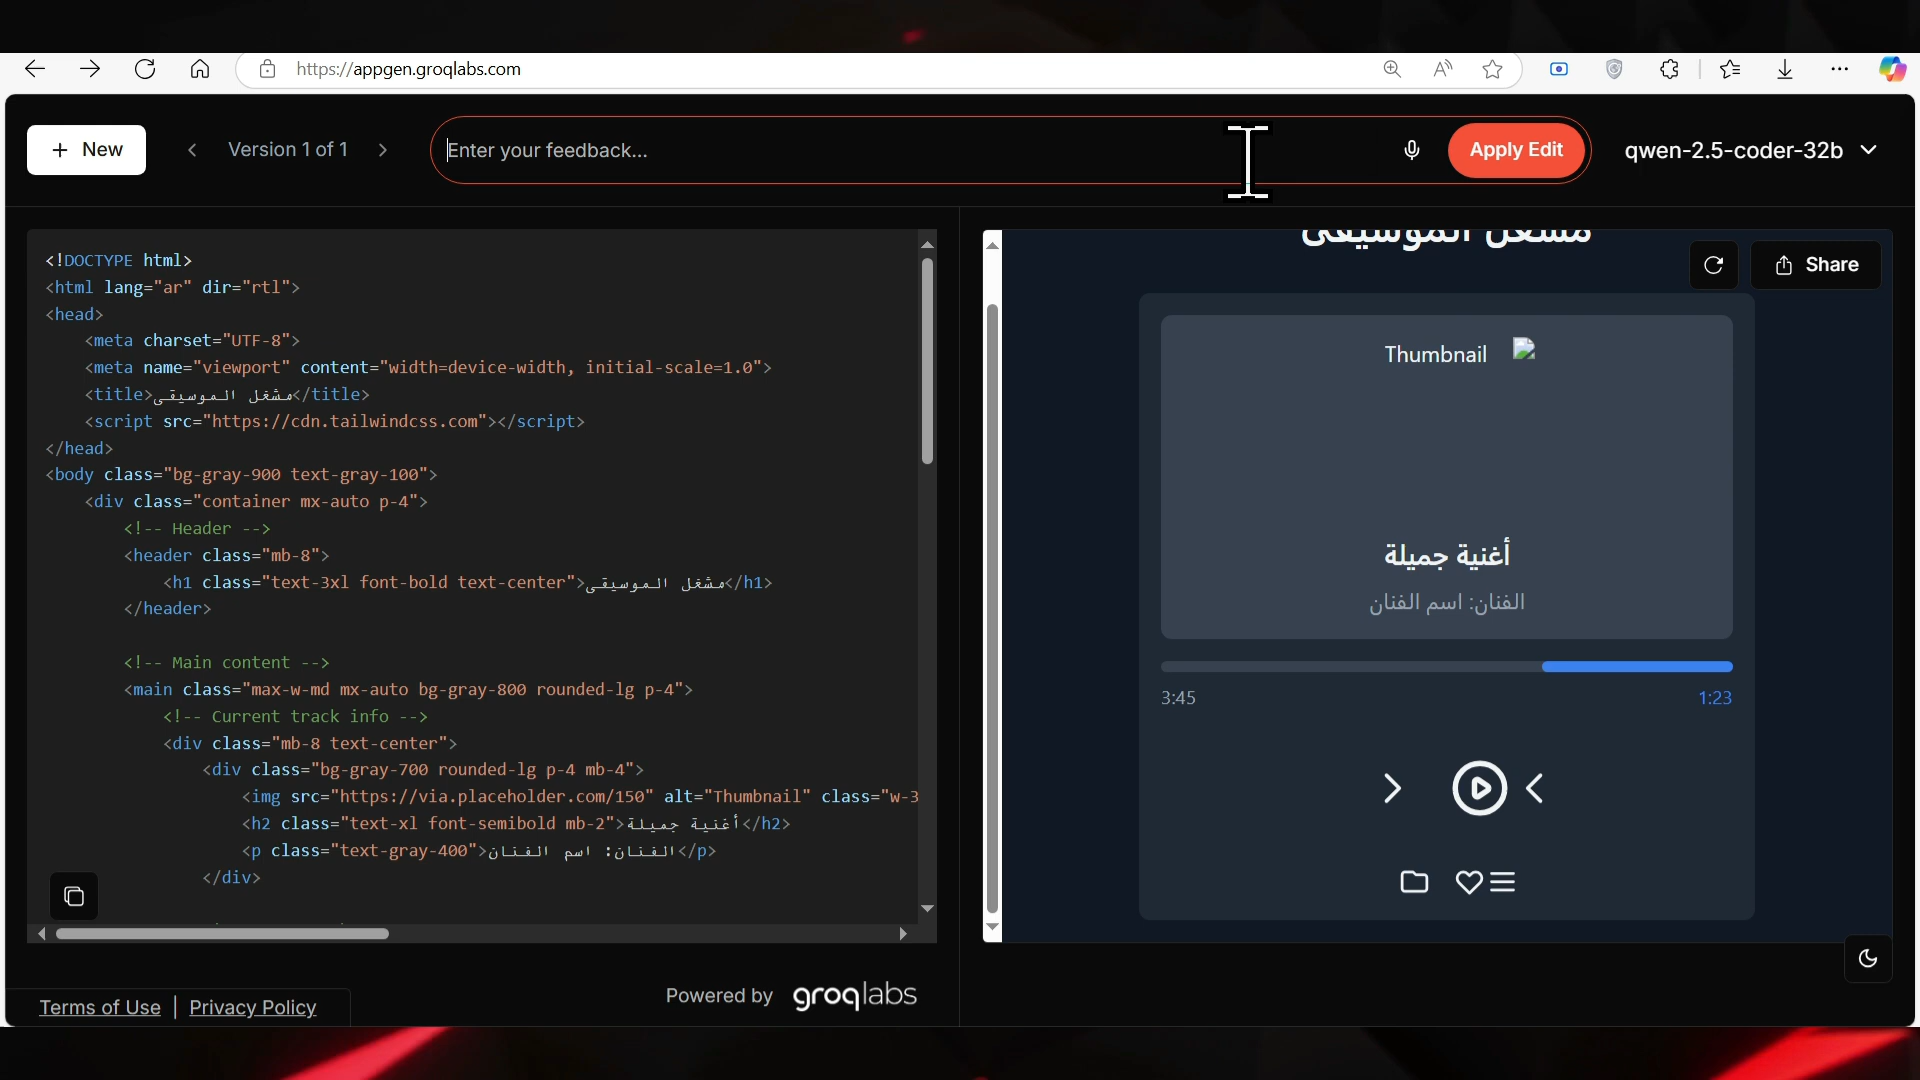 https://appgen.groqlabs.com
New
Version 1 of 1
Enter your feedback...
Apply Edit
qwen-2.5-coder-32b
<!DOCTYPE html>
<html lang="ar" dir="rtl">
<head>
<meta charset="UTF-8">
<meta name="viewport" content="width=device-width, initial-scale=1.0">
<title>مشغل الموسيقى</title>
<script src="https://cdn.tailwindcss.com"></script>
</head>
<body class="bg-gray-900 text-gray-100">
<div class="container mx-auto p-4">
<!-- Header -->
<header class="mb-8">
<h1 class="text-3xl font-bold text-center">مشغل الموسيقى</h1>
</header>
<!-- Main content -->
<main class="max-w-md mx-auto bg-gray-800 rounded-lg p-4">
<!-- Current track info -->
<div class="mb-8 text-center">
<div class="bg-gray-700 rounded-lg p-4 mb-4">
<img src="https://via.placeholder.com/150" alt="Thumbnail" class="w-3
<h2 class="text-xl font-semibold mb-2">أغنية جميلة</h2>
<p class="text-gray-400">الفنان: اسم الفنان</p>
</div>
مشغل الموسيقى
Share
Thumbnail
أغنية جميلة
الفنان: اسم الفنان
3:45
1:23
Terms of Use | Privacy Policy
Powered by groqlabs